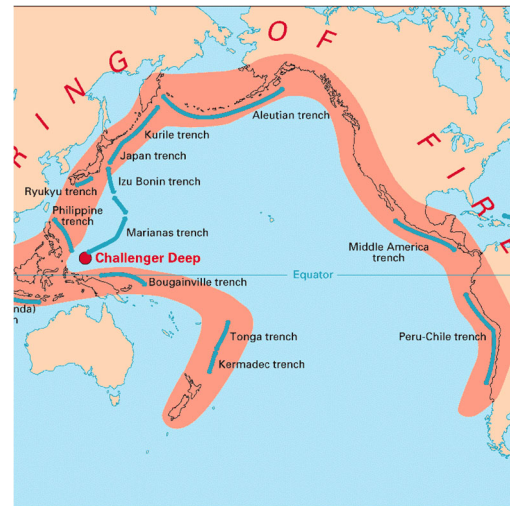 RING OF FIRE
Aleutian trench
Kurile trench
Japan trench
Izu Bonin trench
Ryukyu trench
Philippine
trench
Marianas trench
Challenger Deep
Bougainville trench
Equator
Middle America
trench
nda)
Tonga trench
Kermadec trench
Peru-Chile trench